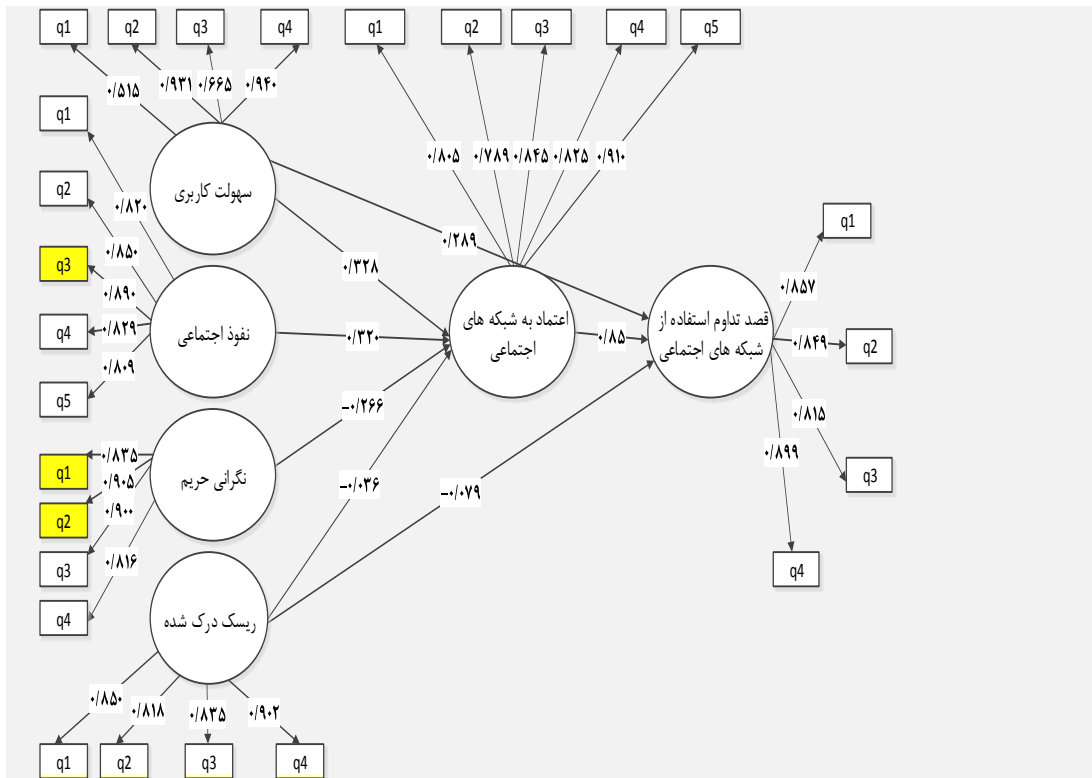 q1
q2
q3
q4
q1
q2
q3
q4
q5
۰/۵۱۵
۰/۹۳۱
۰/۶۶۵
۰/۹۴۰
q1
q2
q3
q4
q5
۰/۸۲۰
۰/۸۵۰
۰/۸۹۰
۰/۸۲۹
۰/۸۰۹
سهولت کاربری
۰/۸۰۵
۰/۷۸۹
۰/۸۴۵
۰/۸۲۵
۰/۹۱۰
۰/۲۸۹
۰/۳۲۸
نفوذ اجتماعی
۰/۳۲۰
اعتماد به شبکه های
اجتماعی
۰/۸۵
قصد تداوم استفاده از
شبکه های اجتماعی
q1
۰/۸۵۷
۰/۸۴۹
q2
۰/۸۱۵
q3
۰/۸۹۹
q4
q1
q2
q3
q4
۰/۸۳۵
۰/۹۰۵
۰/۹۰۰
۰/۸۱۶
نگرانی حریم
-۰/۲۶۶
-۰/۰۳۶
-۰/۰۷۹
ریسک درک شده
۰/۸۵۰
۰/۸۱۸
۰/۸۳۵
۰/۹۰۲
q1
q2
q3
q4